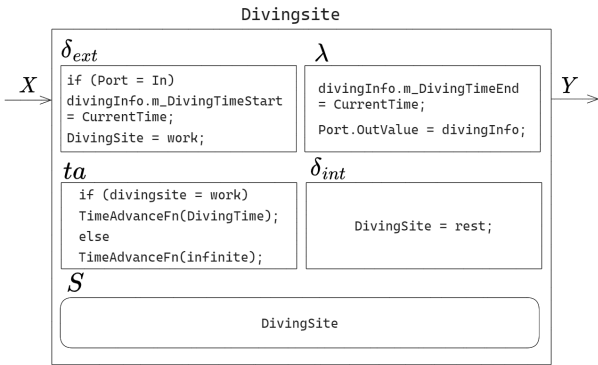 Divingsite
δext
λ
X
if (Port = In)
divingInfo.m_DivingTimeStart
= CurrentTime;
DivingSite = work;
divingInfo.m_DivingTimeEnd
= CurrentTime;
Port.OutValue = divingInfo;
Y
ta
δint
if (divingsite = work)
TimeAdvanceFn(DivingTime);
else
TimeAdvanceFn(infinite);
DivingSite = rest;
S
DivingSite